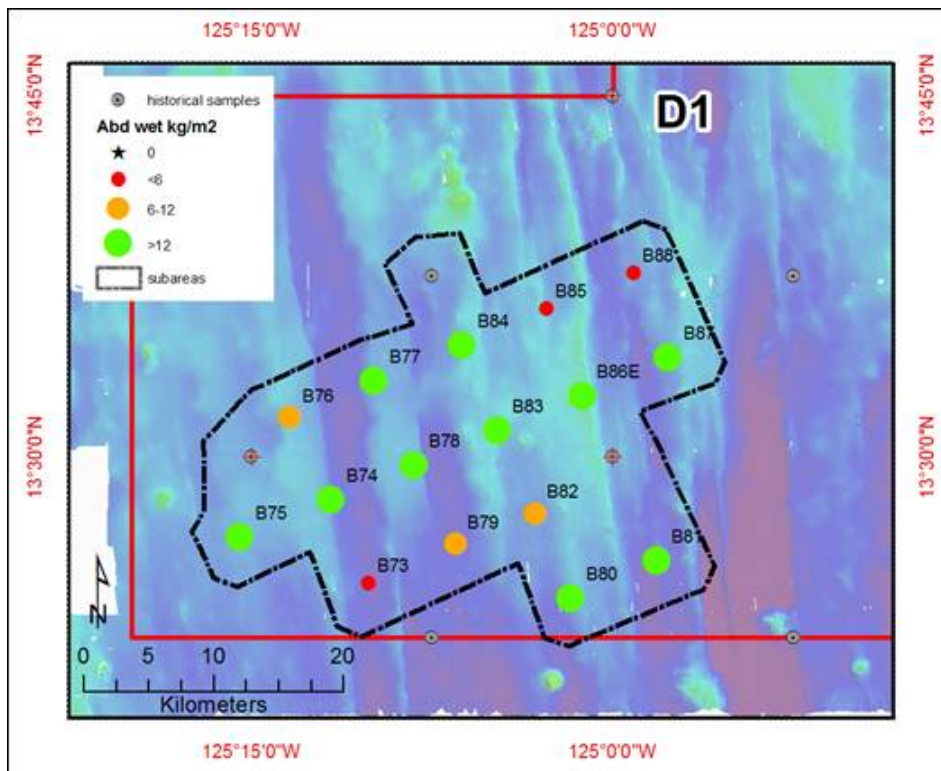 125°15'0"W 125°0'0"W
13°45'0"N 13°45'0"N
D1
historical samples
Abd wet kg/m2
0
<6
6-12
>12
subareas
B88
B85
B84
B87
B77
B86E
B76
B83
B78
13°30'0"N 13°30'0"N
B74
B82
B75
B79
B81
B73
B80
N
0 5 10 20
Kilometers
125°15'0"W 125°0'0"W